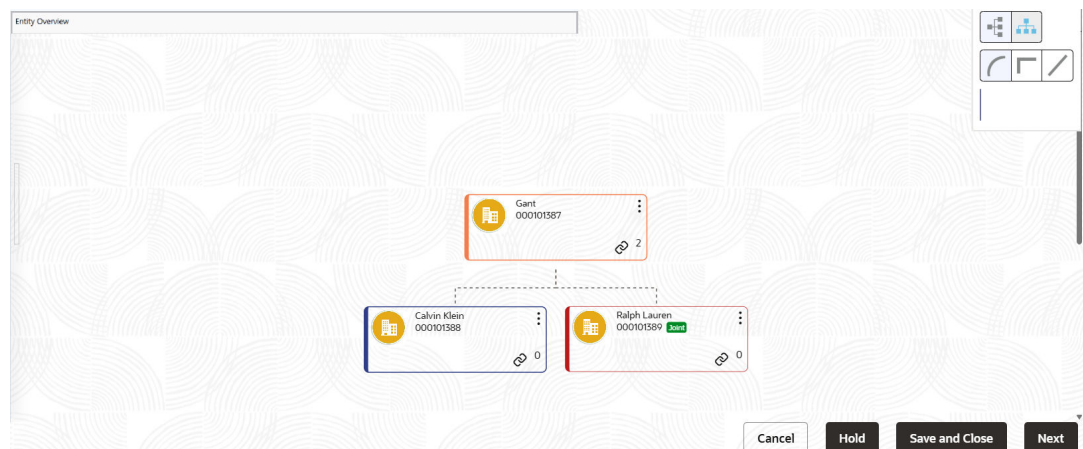 Entity Overview
Gant
000101387
2
Calvin Klein
000101388
0
Ralph Lauren
000101389 Joint
0
Cancel Hold Save and Close Next